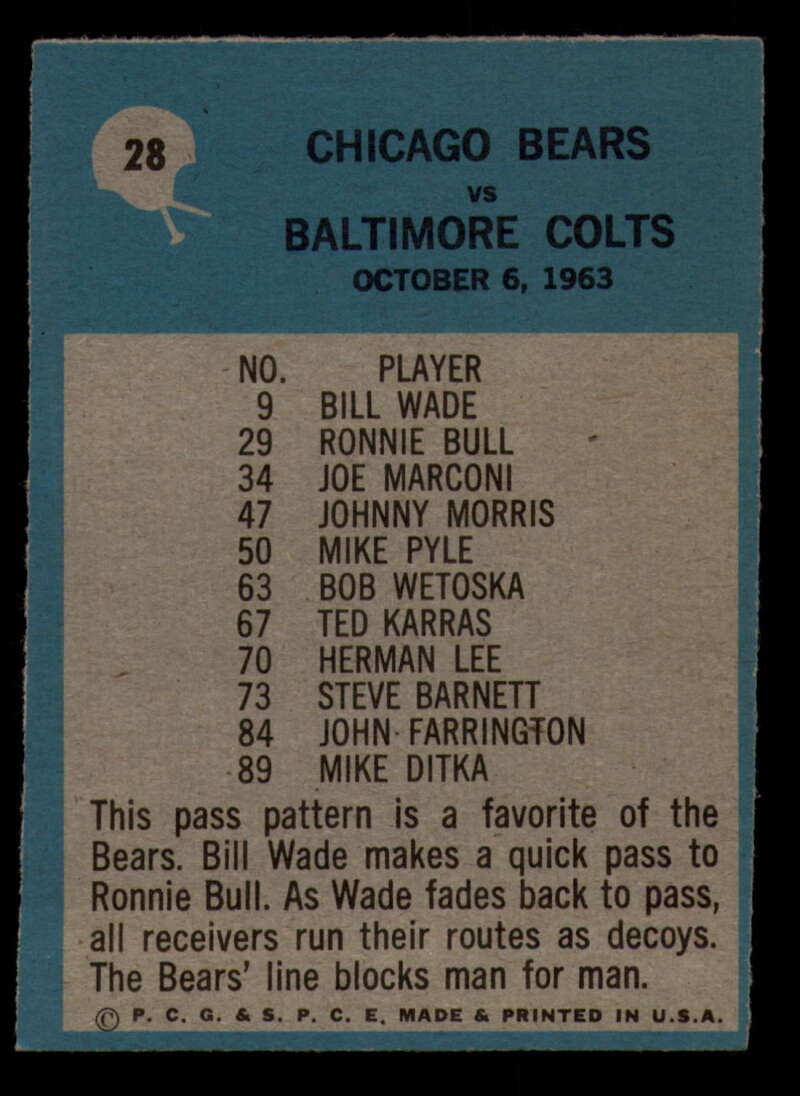 28
CHICAGO BEARS
VS
BALTIMORE COLTS
OCTOBER 6, 1963
NO. PLAYER
9 BILL WADE
29 RONNIE BULL
34 JOE MARCONI
47 JOHNNY MORRIS
50 MIKE PYLE
63 BOB WETOSKA
67 TED KARRAS
70 HERMAN LEE
73 STEVE BARNETT
84 JOHN FARRINGTON
89 MIKE DITKA
This pass pattern is a favorite of the
Bears. Bill Wade makes a quick pass to
Ronnie Bull. As Wade fades back to pass,
all receivers run their routes as decoys.
The Bears' line blocks man for man.
© P. C. G. & S. P. C. E. MADE & PRINTED IN U.S.A.